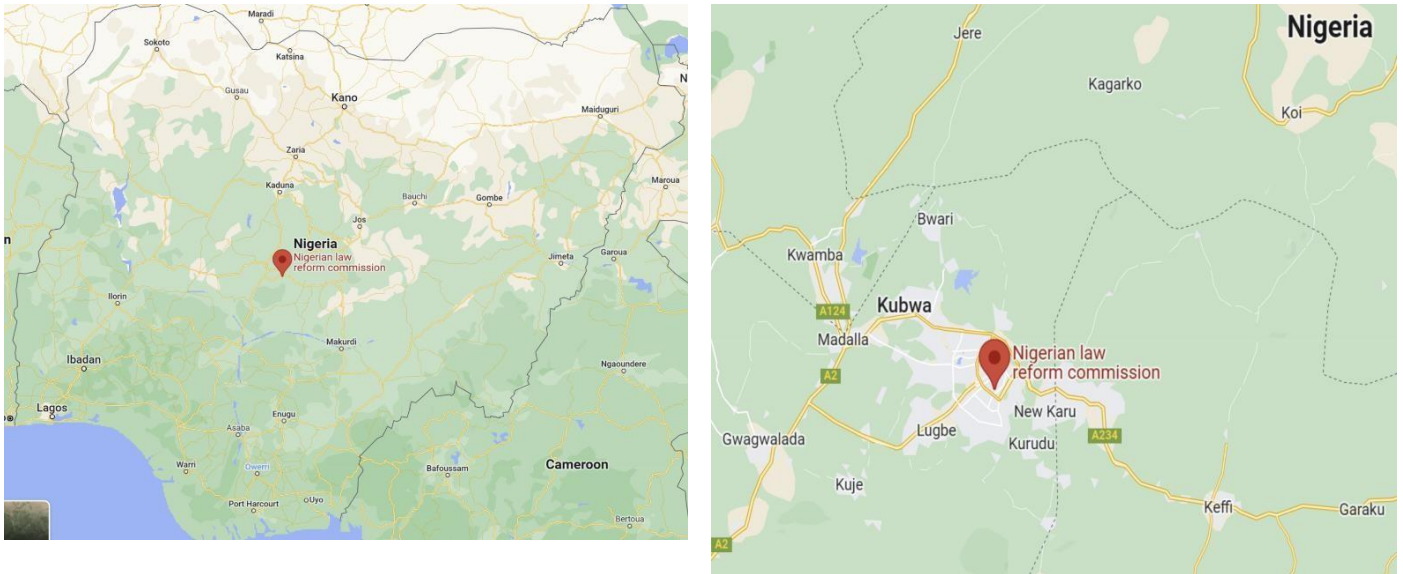 Maradi
Sokoto
Katsina
N
Gusau
Kano
Maiduguri
Zaria
Maroua
Kaduna
Bauchi
Gombe
Jos
n
Nigeria
Nigerian law
reform commission
Jimeta
Garoua
Ilorin
Makurdi
Ibadan
Ngaoundere
Lagos
Enugu
Asaba
Warri
Owerri
Bafoussam
Cameroon
Port Harcourt
Uyo
Bertoua
Nigeria
Jere
Kagarko
Koi
Bwari
Kwamba
Kubwa
A124
Madalla
Nigerian law
reform commission
A2
New Karu
Lugbe
Kurudu
A234
Gwagwalada
Kuje
Keffi
Garaku
A2